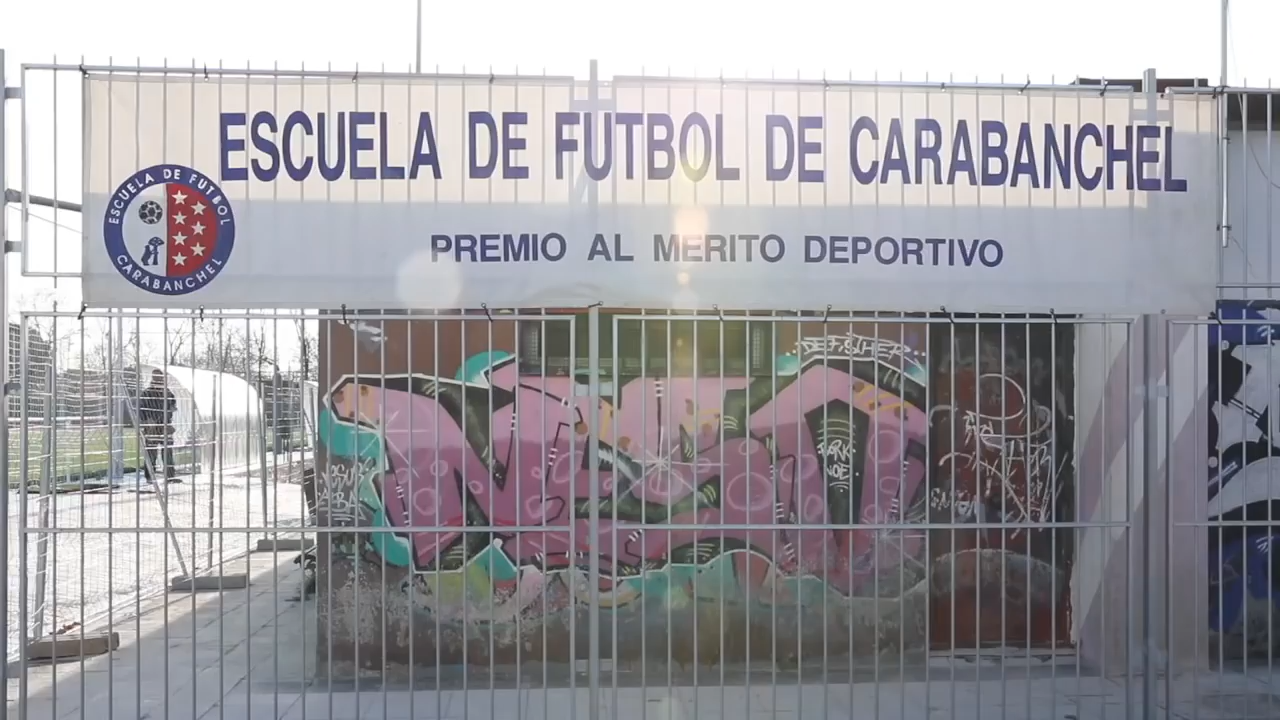 ESCUELA DE FUTBOL DE CARABANCHEL
PREMIO AL MERITO DEPORTIVO
ESCUELA DE FUTBOL
CARABANCHEL